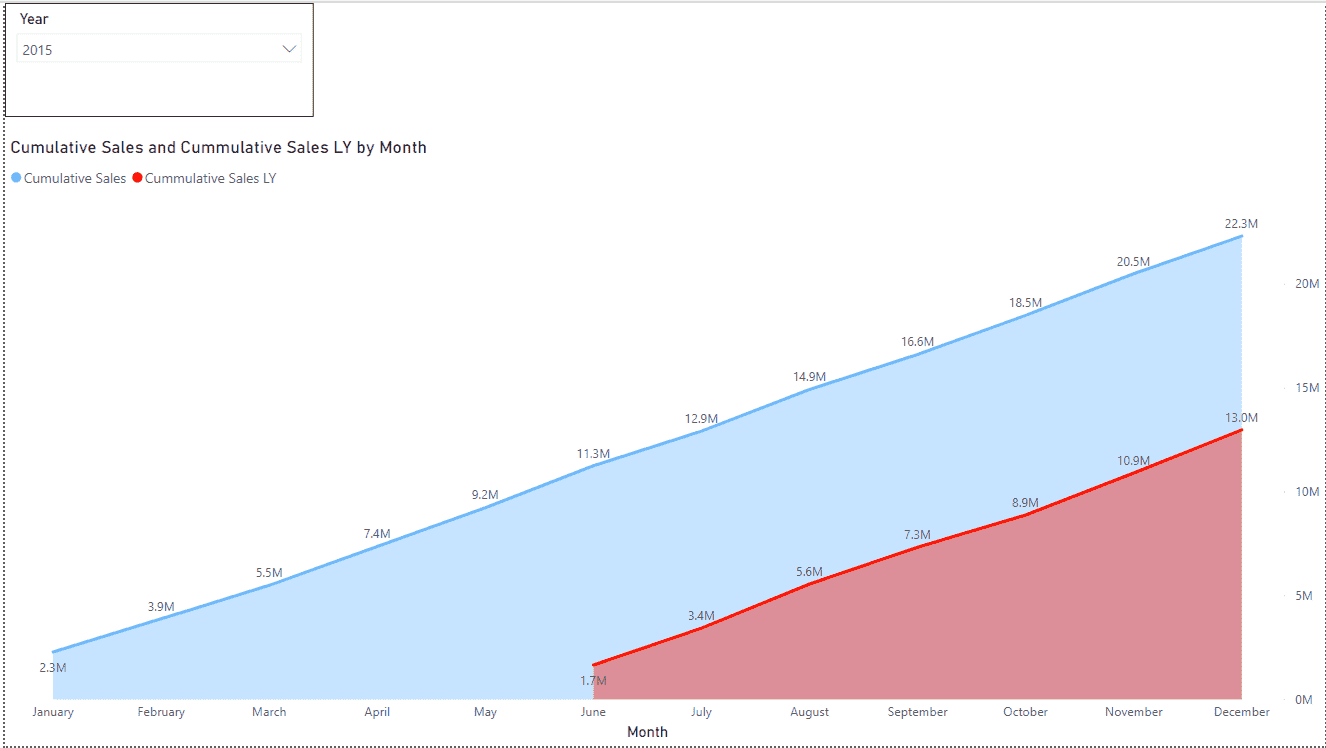 Year
2015
Cumulative Sales and Cummulative Sales LY by Month
Cumulative Sales Cummulative Sales LY
22.3M
20.5M
20M
18.5M
16.6M
15M
14.9M
12.9M
13.0M
11.3M
10.9M
9.2M
10M
8.9M
7.4M
7.3M
5.5M
5.6M
5M
3.9M
3.4M
2.3M
1.7M
0M
January February March April May June July August September October November December
Month